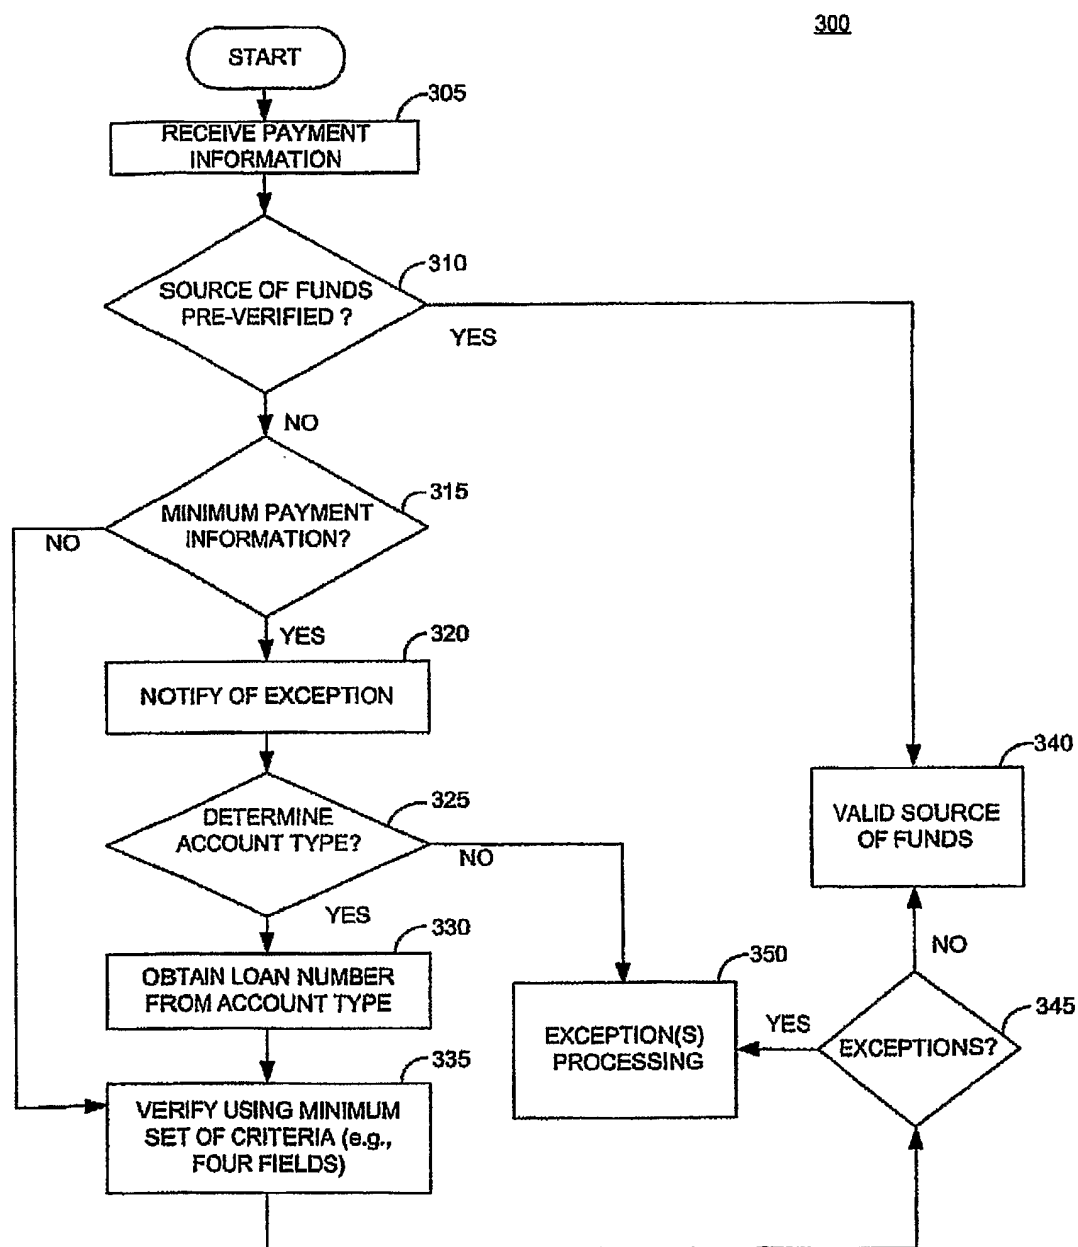 300
START
305
RECEIVE PAYMENT
INFORMATION
310
SOURCE OF FUNDS
PRE-VERIFIED ?
YES
NO
315
MINIMUM PAYMENT
INFORMATION?
NO
YES
320
NOTIFY OF EXCEPTION
325
DETERMINE
ACCOUNT TYPE?
NO
YES
330
OBTAIN LOAN NUMBER
FROM ACCOUNT TYPE
335
VERIFY USING MINIMUM
SET OF CRITERIA (e.g.,
FOUR FIELDS)
340
VALID SOURCE
OF FUNDS
NO
345
EXCEPTIONS?
YES
350
EXCEPTION(S)
PROCESSING